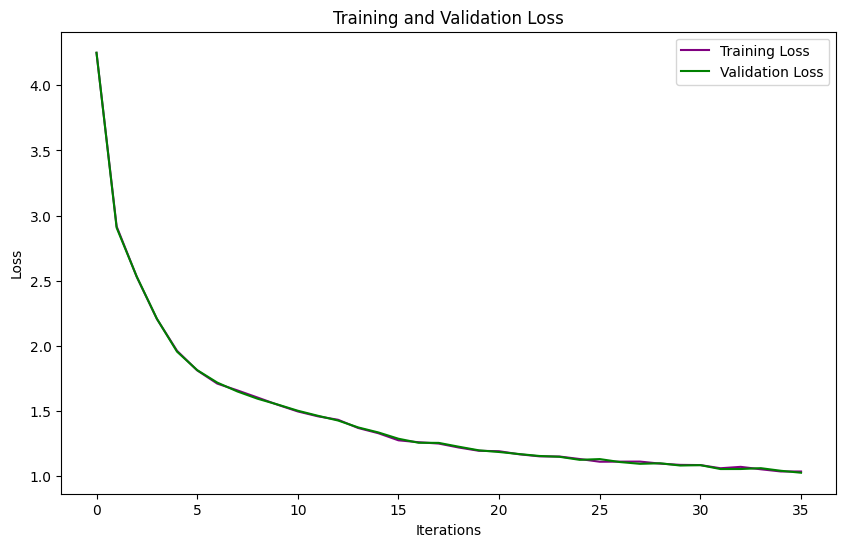 Training and Validation Loss
Training Loss
Validation Loss
4.0
3.5
3.0
2.5
2.0
1.5
1.0
Loss
0 5 10 15 20 25 30 35
Iterations